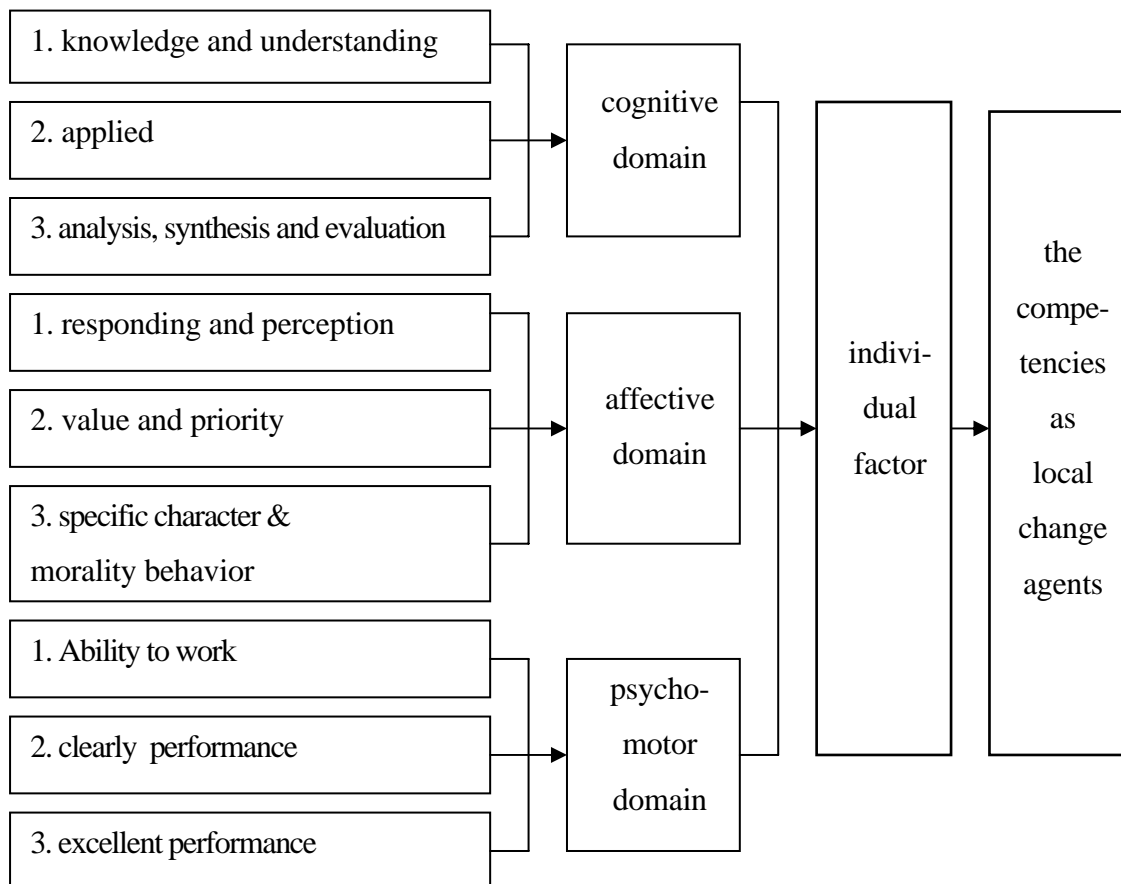 1. knowledge and understanding
2. applied
3. analysis, synthesis and evaluation
cognitive
domain
1. responding and perception
2. value and priority
3. specific character &
morality behavior
affective
domain
1. Ability to work
2. clearly performance
3. excellent performance
psycho-
motor
domain
indivi-
dual
factor
the
compe-
tencies
as
local
change
agents